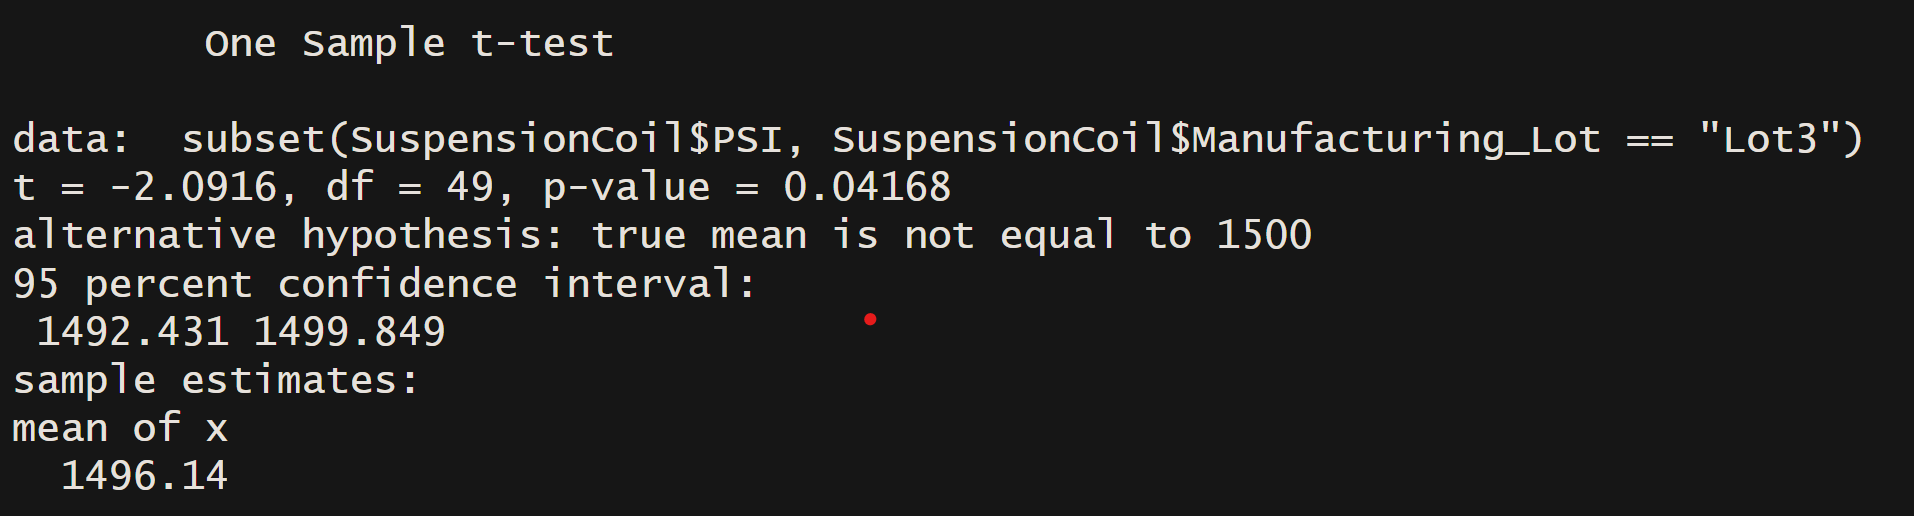 One Sample t-test
data:  subset(SuspensionCoil$PSI, SuspensionCoil$Manufacturing_Lot == "Lot3")
t = -2.0916, df = 49, p-value = 0.04168
alternative hypothesis: true mean is not equal to 1500
95 percent confidence interval:
 1492.431 1499.849
sample estimates:
mean of x
  1496.14